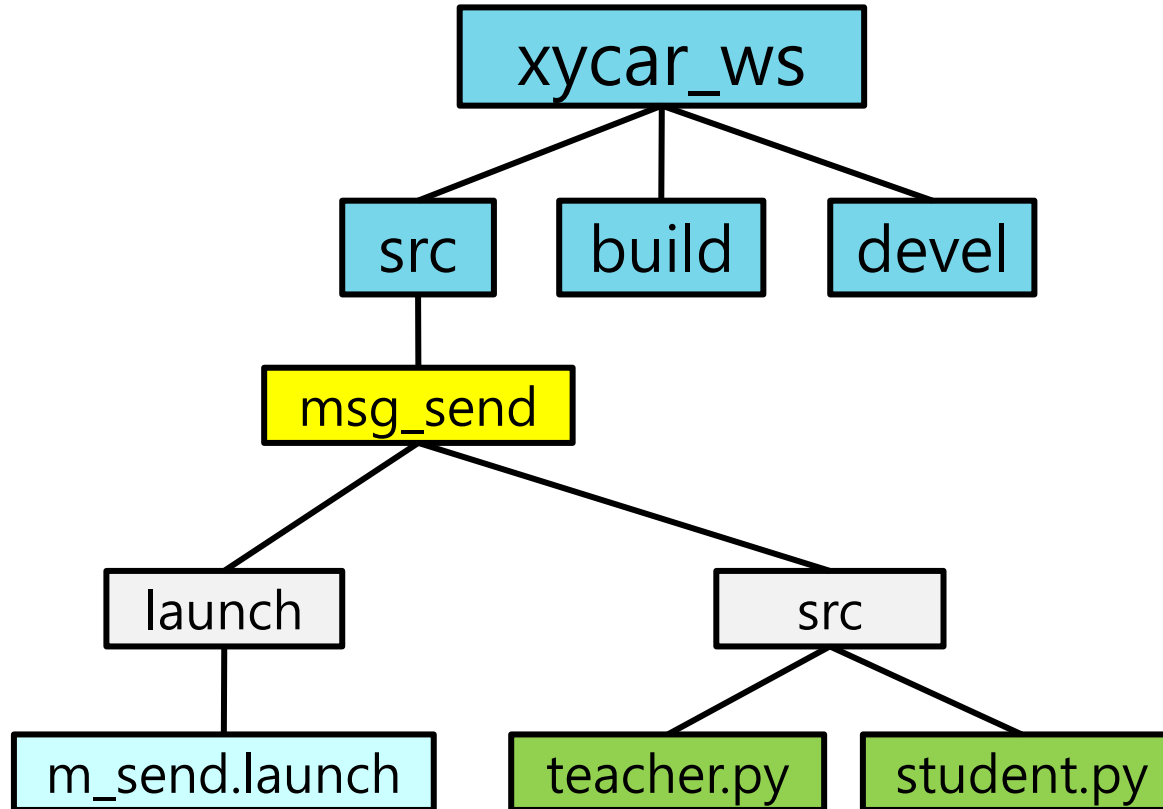 xycar_ws
src
build
devel
msg_send
launch
src
m_send.launch
teacher.py
student.py